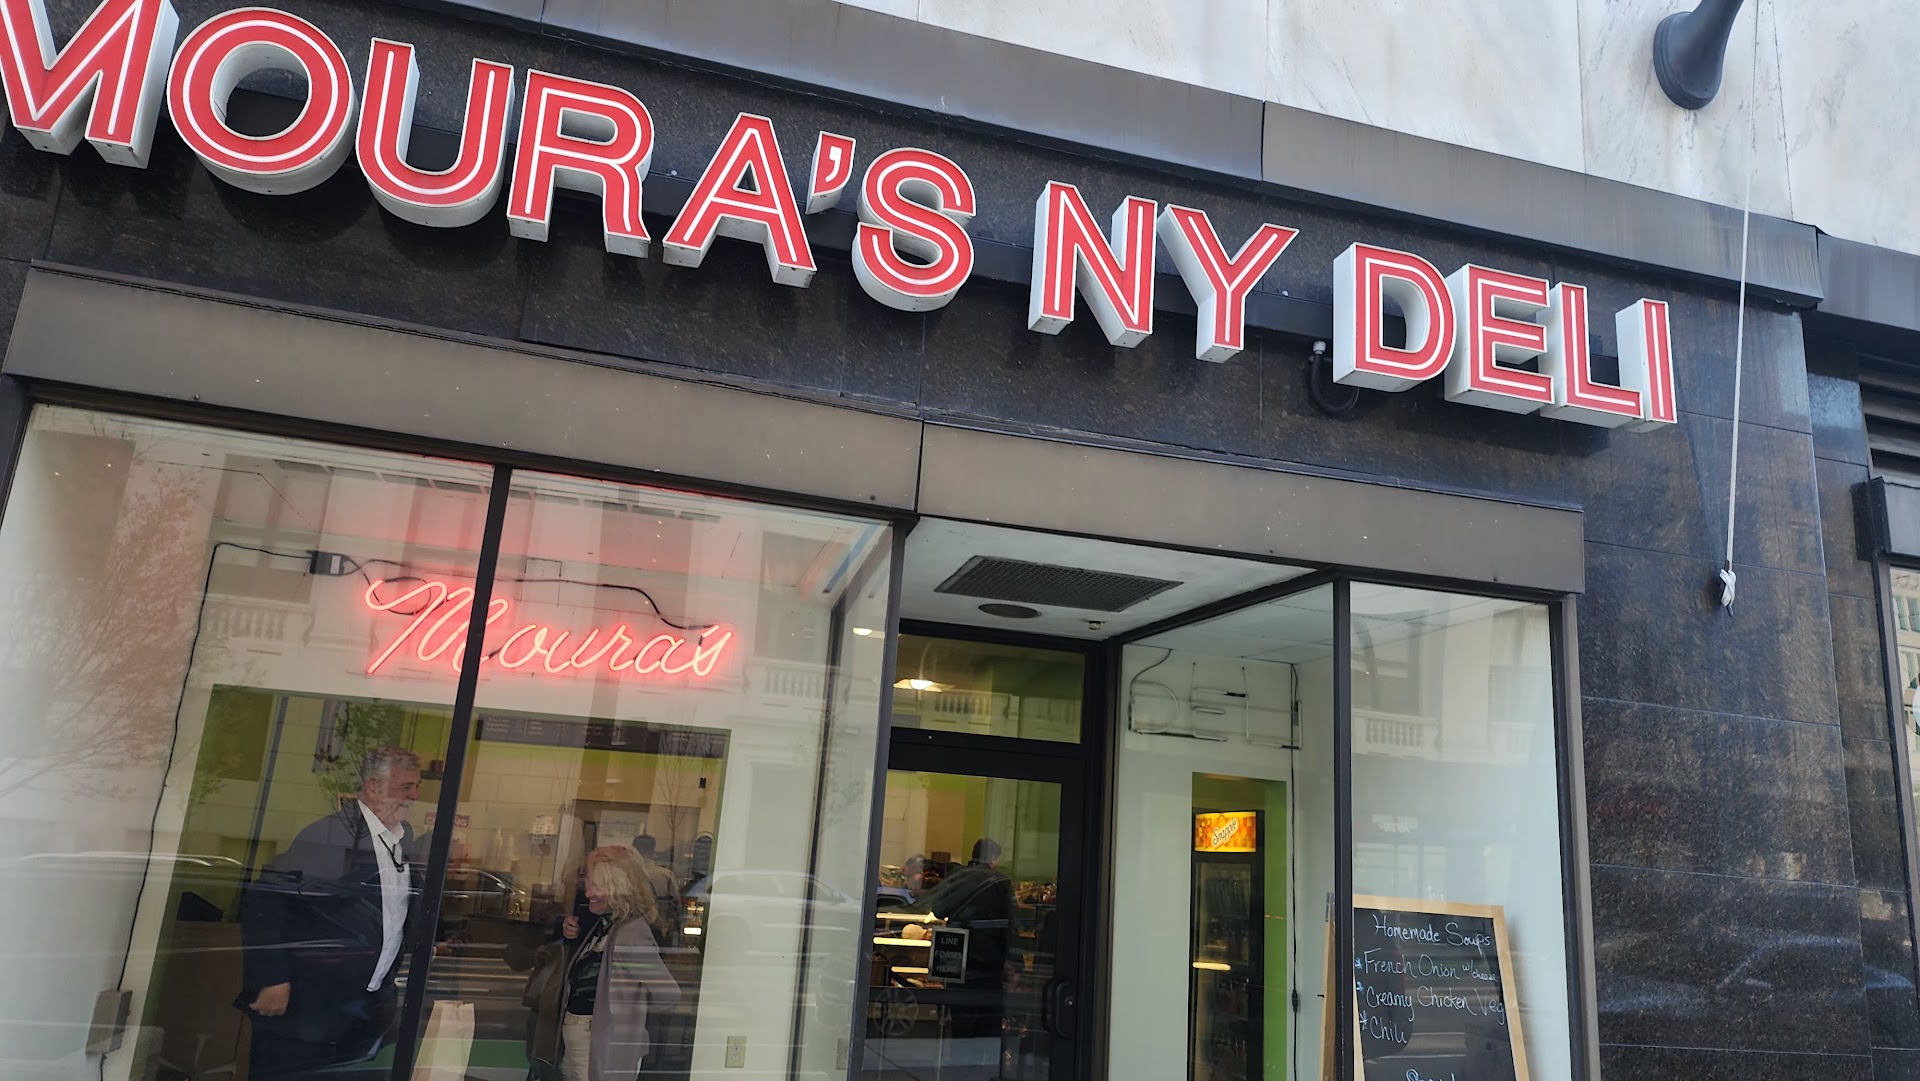 MOURA'S NY DELI
Moura's
DELI
Snapple
LINE
FORMS
HERE
Homemade Soups
* French Onion w/ cheese
* Creamy Chicken Veg
* Chili